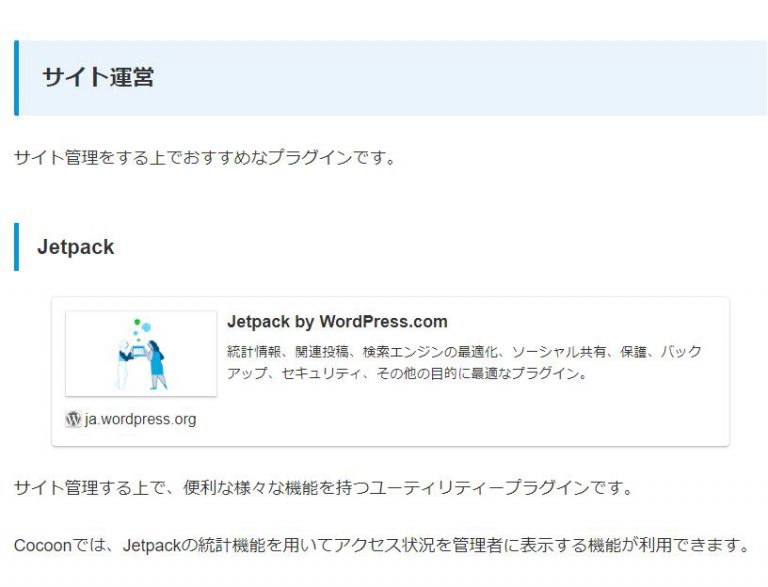 サイト運営
サイト管理をする上でおすすめなプラグインです。
Jetpack
Jetpack by WordPress.com
統計情報、関連投稿、検索エンジンの最適化、ソーシャル共有、保護、バック
アップ、セキュリティ、その他の目的に最適なプラグイン。
ja.wordpress.org
サイト管理する上で、便利な様々な機能を持つユーティリティープラグインです。
Cocoonでは、Jetpackの統計機能を用いてアクセス状況を管理者に表示する機能が利用できます。